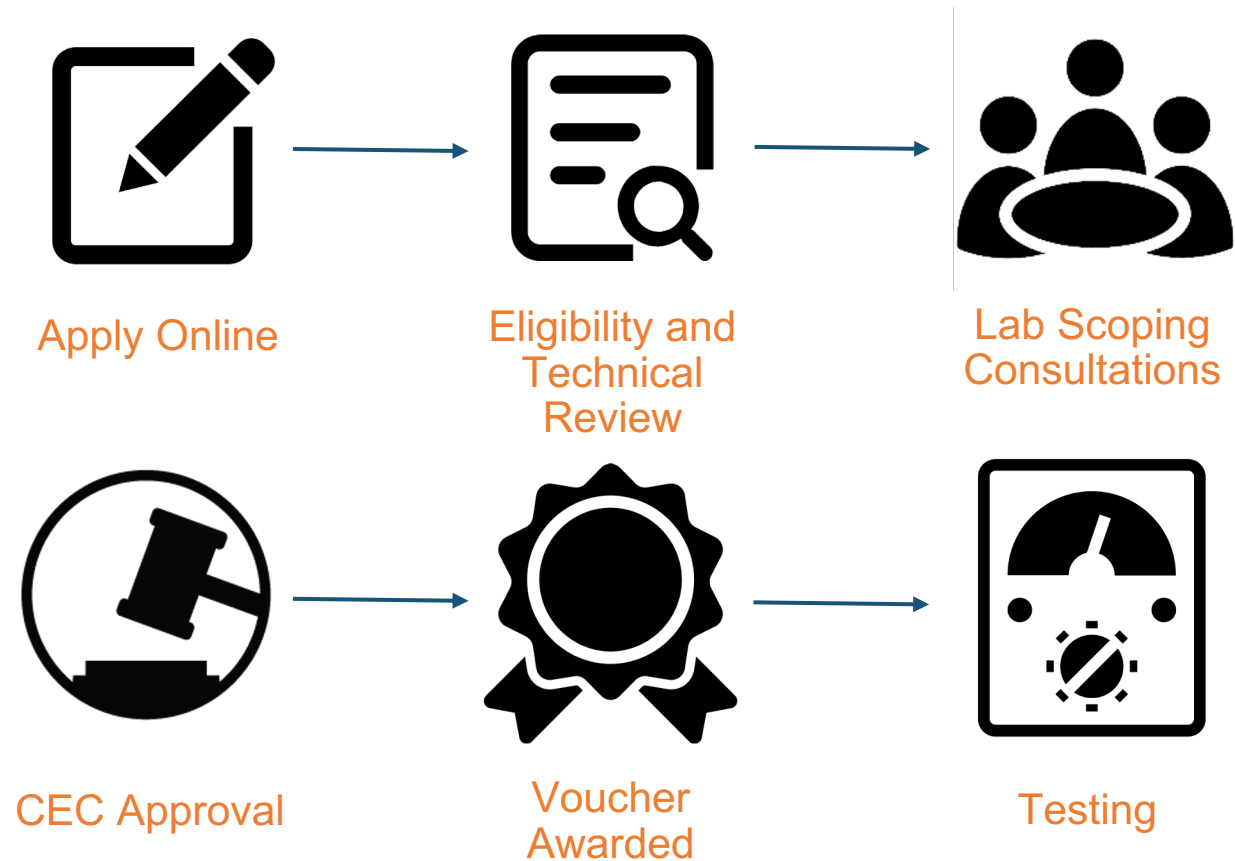 Apply Online
Eligibility and
Technical
Review
Lab Scoping
Consultations
CEC Approval
Voucher
Awarded
Testing